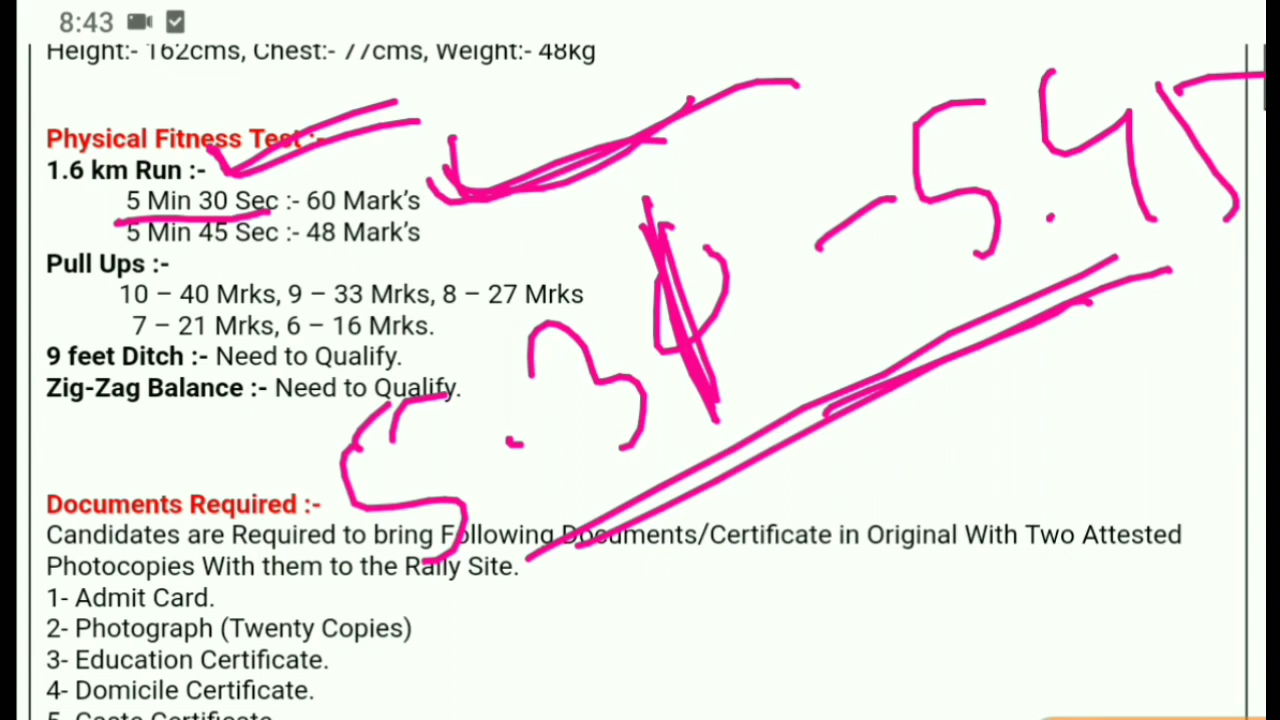 8:43
Height:- 162cms, Chest:- 77cms, Weight:- 48kg
Physical Fitness Test :-
1.6 km Run :-
5 Min 30 Sec :- 60 Mark's
5 Min 45 Sec :- 48 Mark's
Pull Ups :-
10 – 40 Mrks, 9 – 33 Mrks, 8 – 27 Mrks
7 – 21 Mrks, 6 – 16 Mrks.
9 feet Ditch :- Need to Qualify.
Zig-Zag Balance :- Need to Qualify.
5.30 - 5.45
Documents Required :-
Candidates are Required to bring Following Documents/Certificate in Original With Two Attested
Photocopies With them to the Rally Site.
1- Admit Card.
2- Photograph (Twenty Copies)
3- Education Certificate.
4- Domicile Certificate.
5- Caste Certificate